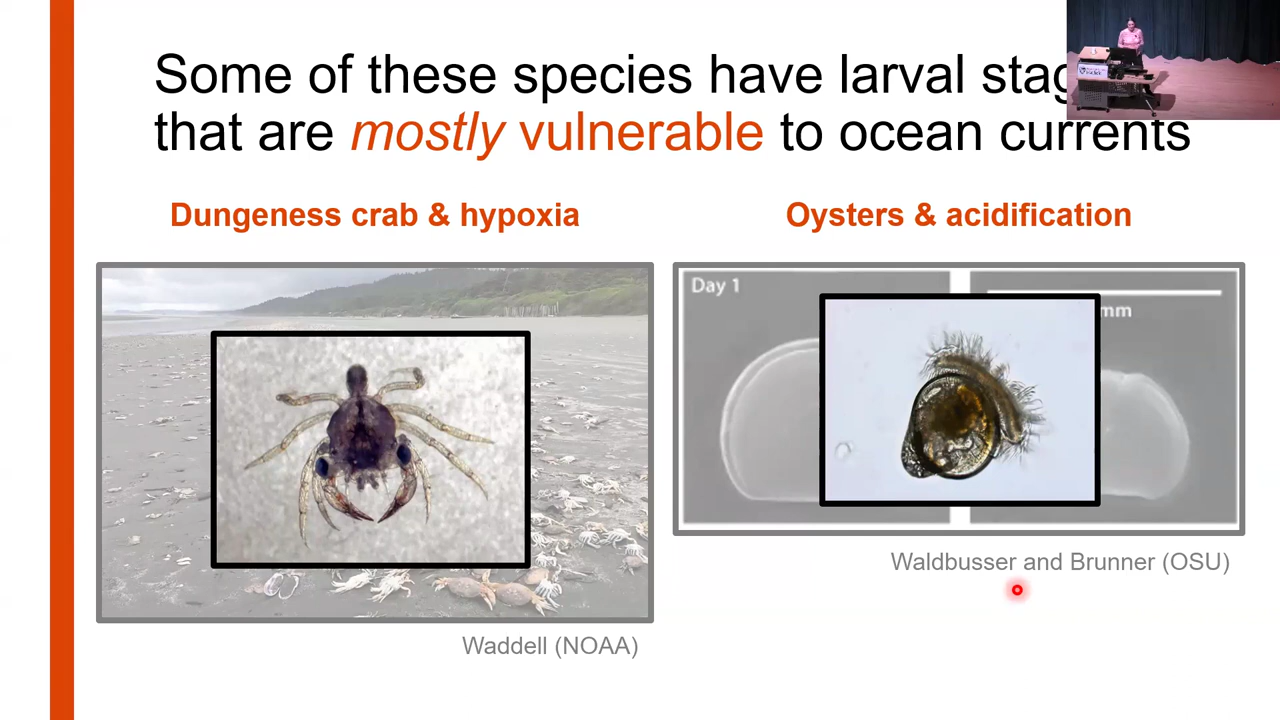 Some of these species have larval
that are mostly vulnerable to ocean currents
Dungeness crab & hypoxia
Oysters & acidification
Day 1
mm
Waldbusser and Brunner (OSU)
Waddell (NOAA)